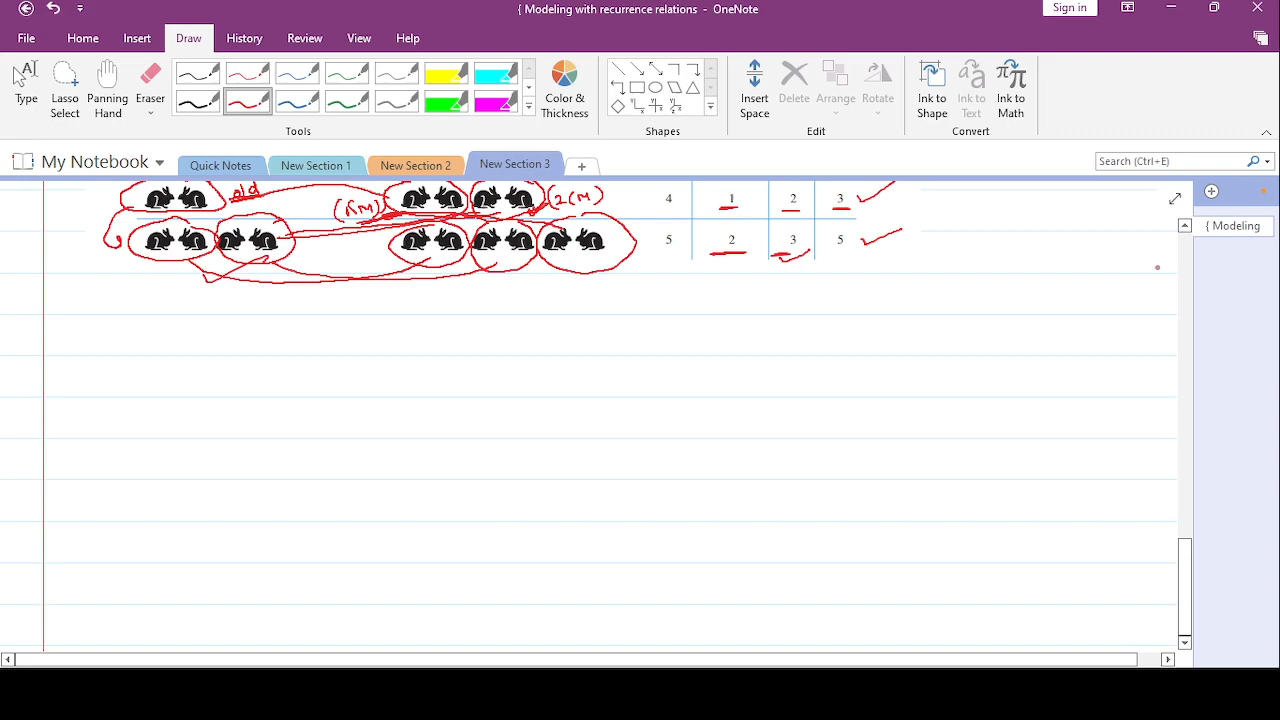 { Modeling with recurrence relations - OneNote
Sign in
File Home Insert Draw History Review View Help
Type Lasso Select Panning Hand Eraser Color & Thickness Insert Space Delete Arrange Rotate Ink to Shape Ink to Text Ink to Math
Tools Shapes Edit Convert
My Notebook Quick Notes New Section 1 New Section 2 New Section 3 Search (Ctrl+E)
{ Modeling
old (2M) 4 1 2 3
5 2 3 5